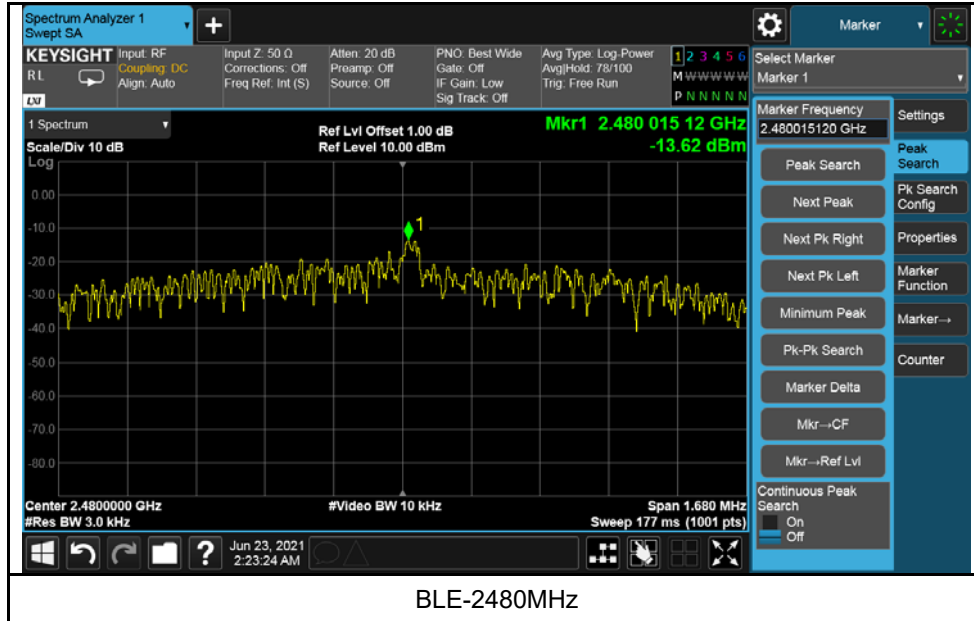 Spectrum Analyzer 1
Swept SA
Marker
KEYSIGHT
RL
LXI
Input: RF
Coupling: DC
Align: Auto
Input Z: 50 Ω
Corrections: Off
Freq Ref: Int (S)
Atten: 20 dB
Preamp: Off
Source: Off
PNO: Best Wide
Gate: Off
IF Gain: Low
Sig Track: Off
Avg Type: Log-Power
Avg|Hold: 78/100
Trig: Free Run
1 2 3 4 5 6
M W W W W W
P N N N N N
Select Marker
Marker 1
1 Spectrum
Scale/Div 10 dB
Log
Ref Lvl Offset 1.00 dB
Ref Level 10.00 dBm
Mkr1 2.480 015 12 GHz
-13.62 dBm
0.00
-10.0
-20.0
-30.0
-40.0
-50.0
-60.0
-70.0
-80.0
1
Center 2.4800000 GHz
#Res BW 3.0 kHz
#Video BW 10 kHz
Span 1.680 MHz
Sweep 177 ms (1001 pts)
Marker Frequency
2.480015120 GHz
Peak Search
Next Peak
Next Pk Right
Next Pk Left
Minimum Peak
Pk-Pk Search
Marker Delta
Mkr→CF
Mkr→Ref Lvl
Continuous Peak
Search
On
Off
Settings
Peak
Search
Pk Search
Config
Properties
Marker
Function
Marker→
Counter
?
Jun 23, 2021
2:23:24 AM
BLE-2480MHz